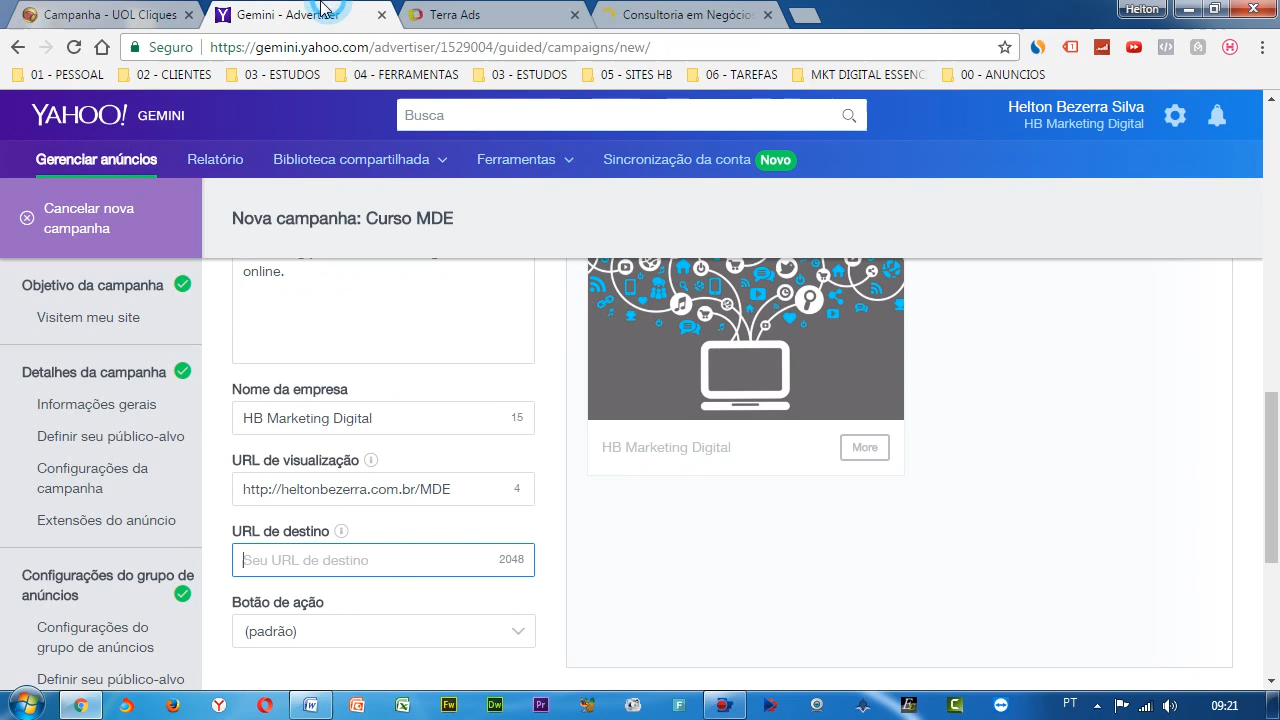 Campanha - UOL Cliques
Gemini - Advertiser
Terra Ads
Consultoria em Negócios
Helton
Seguro
https://gemini.yahoo.com/advertiser/1529004/guided/campaigns/new/
01 - PESSOAL
02 - CLIENTES
03 - ESTUDOS
04 - FERRAMENTAS
03 - ESTUDOS
05 - SITES HB
06 - TAREFAS
MKT DIGITAL ESSENC
00 - ANUNCIOS
YAHOO! GEMINI
Busca
Helton Bezerra Silva
HB Marketing Digital
Gerenciar anúncios
Relatório
Biblioteca compartilhada
Ferramentas
Sincronização da conta Novo
Cancelar nova
campanha
Nova campanha: Curso MDE
Objetivo da campanha
Visitem meu site
Detalhes da campanha
Informações gerais
Definir seu público-alvo
Configurações da
campanha
Extensões do anúncio
Configurações do grupo de
anúncios
Configurações do
grupo de anúncios
Definir seu público-alvo
online.
Nome da empresa
HB Marketing Digital 15
URL de visualização
http://heltonbezerra.com.br/MDE 4
URL de destino
Seu URL de destino 2048
Botão de ação
(padrão)
HB Marketing Digital
More
PT
09:21